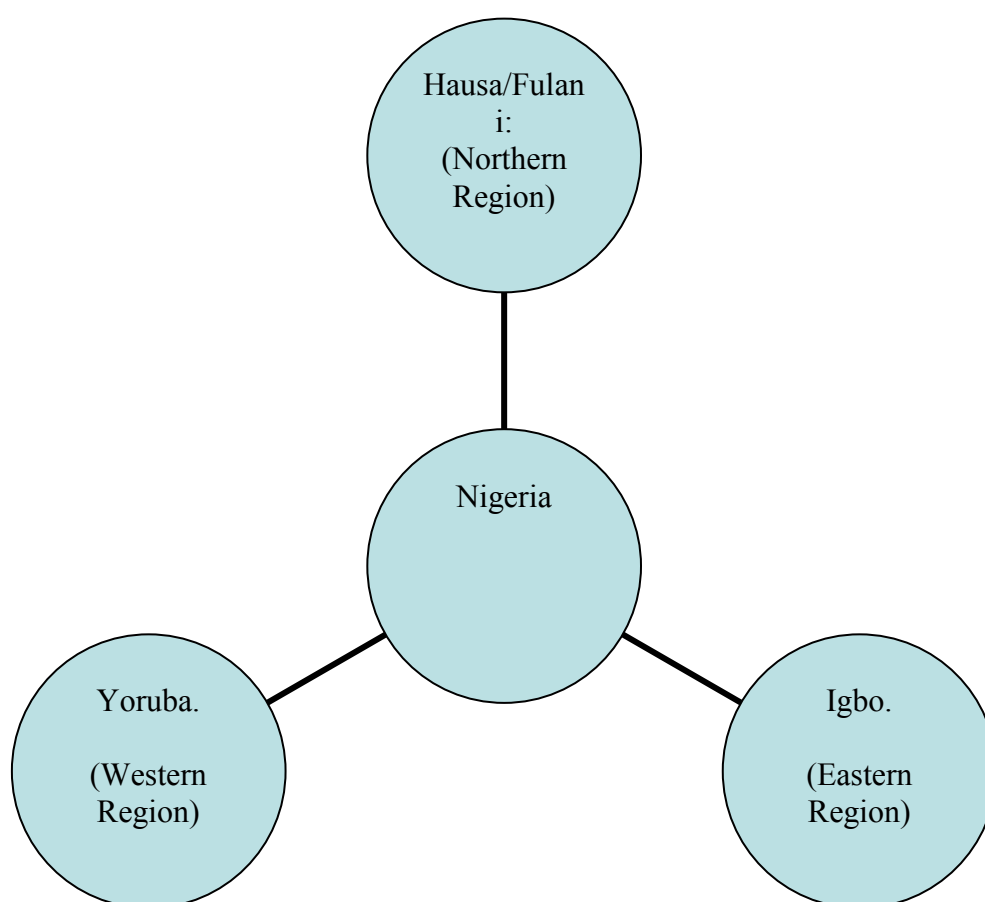 Hausa/Fulan
i:
(Northern
Region)
Nigeria
Yoruba.
(Western
Region)
Igbo.
(Eastern
Region)